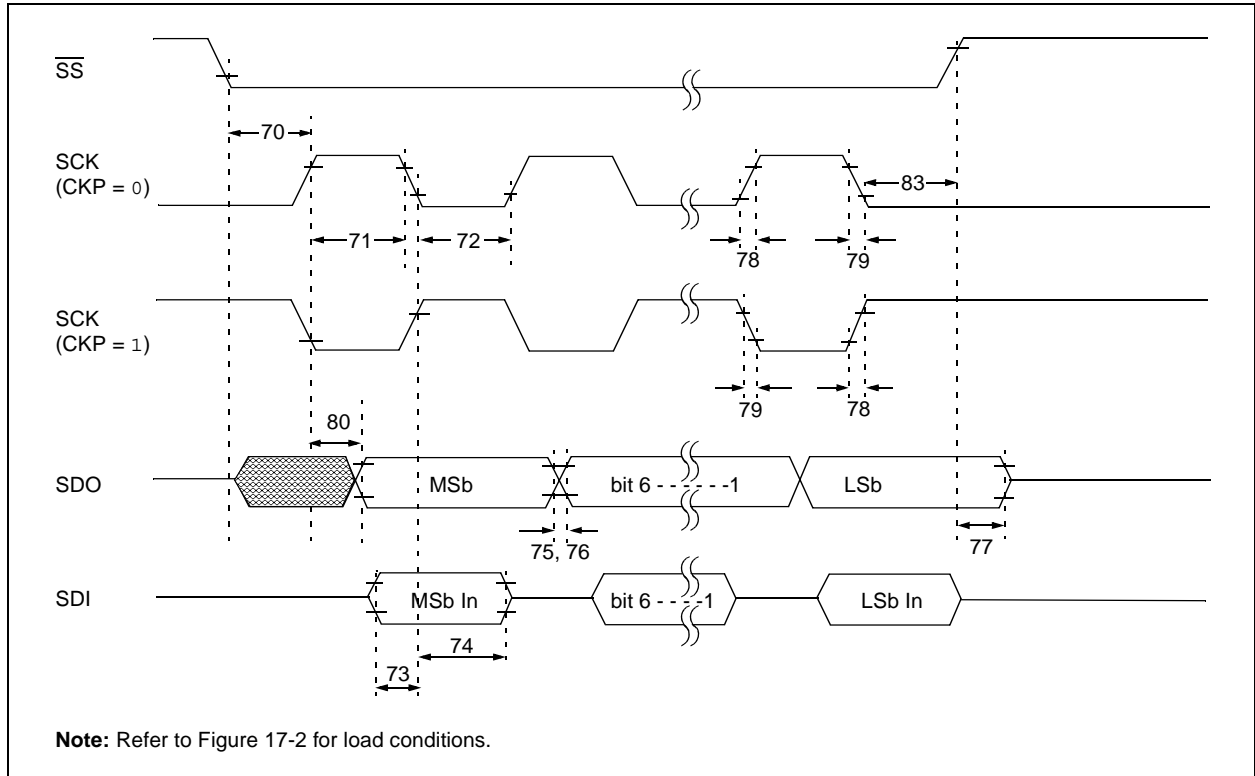 SS
70
SCK
(CKP = 0)
83
71
72
78
79
SCK
(CKP = 1)
79
78
80
SDO
MSb
bit 6 - - - - - -1
LSb
75, 76
77
SDI
MSb In
bit 6 - - - -1
LSb In
74
73
Note: Refer to Figure 17-2 for load conditions.